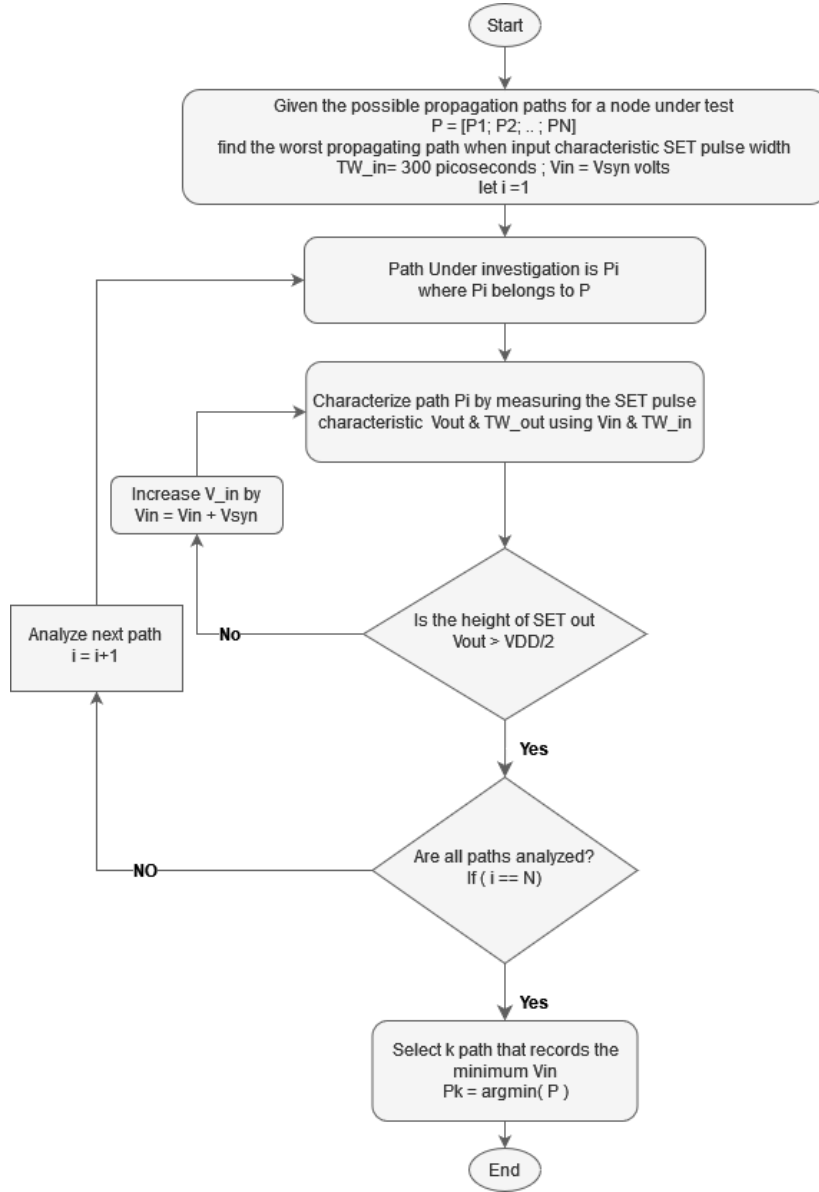 Start
Given the possible propagation paths for a node under test
P = [P1; P2; .. ; PN]
find the worst propagating path when input characteristic SET pulse width
TW_in= 300 picoseconds ; Vin = Vsyn volts
let i =1
Path Under investigation is Pi
where Pi belongs to P
Characterize path Pi by measuring the SET pulse
characteristic Vout & TW_out using Vin & TW_in
Increase V_in by
Vin = Vin + Vsyn
Is the height of SET out
Vout > VDD/2
No
Analyze next path
i = i+1
Yes
Are all paths analyzed?
If ( i == N)
NO
Yes
Select k path that records the
minimum Vin
Pk = argmin( P )
End